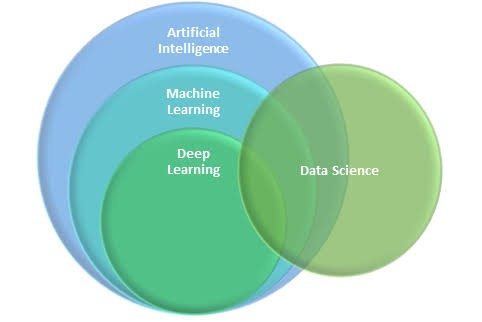 Artificial
Intelligence
Machine
Learning
Deep
Learning
Data Science